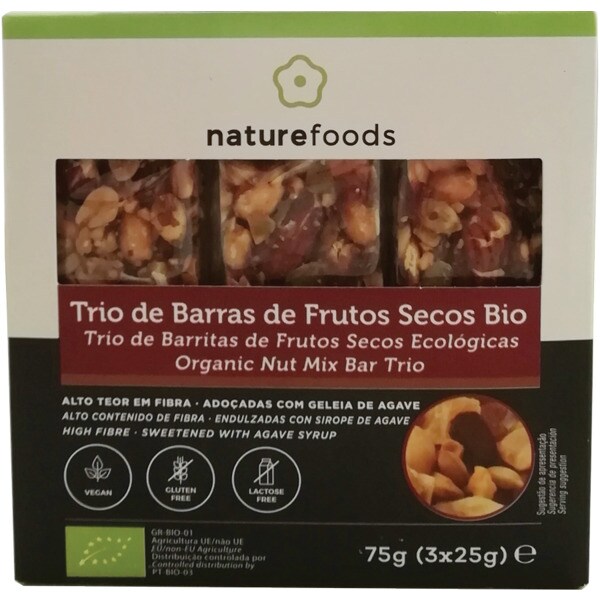 naturefoods
Trio de Barras de Frutos Secos Bio
Trio de Barritas de Frutos Secos Ecológicas
Organic Nut Mix Bar Trio
ALTO TEOR EM FIBRA · ADOÇADAS COM GELEIA DE AGAVE
ALTO CONTENIDO DE FIBRA · ENDULZADAS CON SIROPE DE AGAVE
HIGH FIBRE · SWEETENED WITH AGAVE SYRUP
VEGAN
GLUTEN
FREE
LACTOSE
FREE
Sugestão de apresentação
Sugerencia de presentación
Serving suggestion
GR-BIO-01
Agricultura UE/não UE
EU/non-EU Agriculture
Distribuição controlada por
Controlled distribution by
PT-BIO-03
75g (3x25g) e